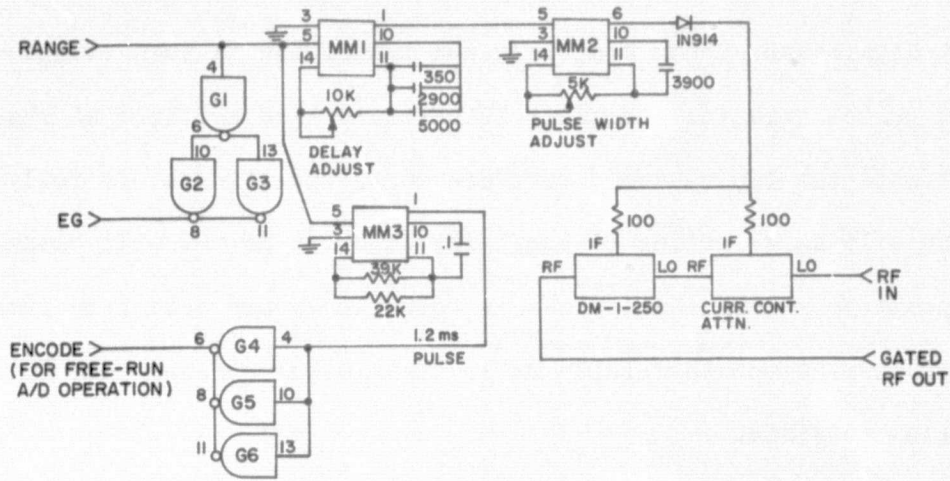 RANGE
4
G1
6
10
13
G2
G3
EG
8
11
3
5
14
MM1
1
10
11
350
2900
5000
10K
DELAY
ADJUST
5
3
14
MM2
6
10
11
IN914
3900
5K
PULSE WIDTH
ADJUST
5
3
14
MM3
1
10
11
.1
39K
22K
1.2 ms
PULSE
100
100
IF
IF
RF
LO
RF
LO
DM-1-250
CURR. CONT.
ATTN.
RF
IN
GATED
RF OUT
ENCODE
(FOR FREE-RUN
A/D OPERATION)
6
G4
4
8
G5
10
11
G6
13